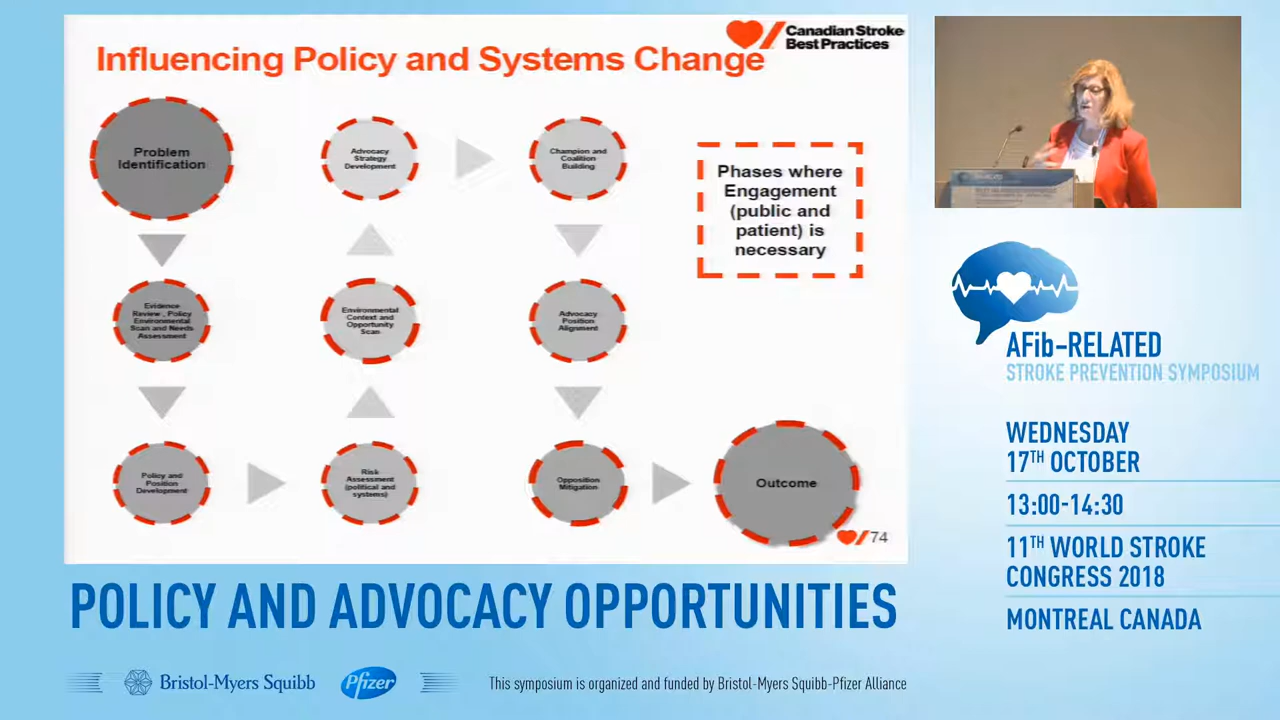 Canadian Stroke
Best Practices
Influencing Policy and Systems Change
Problem
Identification
Evidence
Review , Policy
Environmental
Scan and Needs
Assessment
Policy and
Position
Development
Risk
Assessment
(political and
systems)
Environmental
Context and
Opportunity
Scan
Advocacy
Strategy
Development
Champion and
Coalition
Building
Advocacy
Position
Alignment
Opposition
Mitigation
Outcome
Phases where
Engagement
(public and
patient) is
necessary
74
AFib-RELATED
STROKE PREVENTION SYMPOSIUM
WEDNESDAY
17TH OCTOBER
13:00-14:30
11TH WORLD STROKE
CONGRESS 2018
MONTREAL CANADA
POLICY AND ADVOCACY OPPORTUNITIES
Bristol-Myers Squibb
Pfizer
This symposium is organized and funded by Bristol-Myers Squibb-Pfizer Alliance